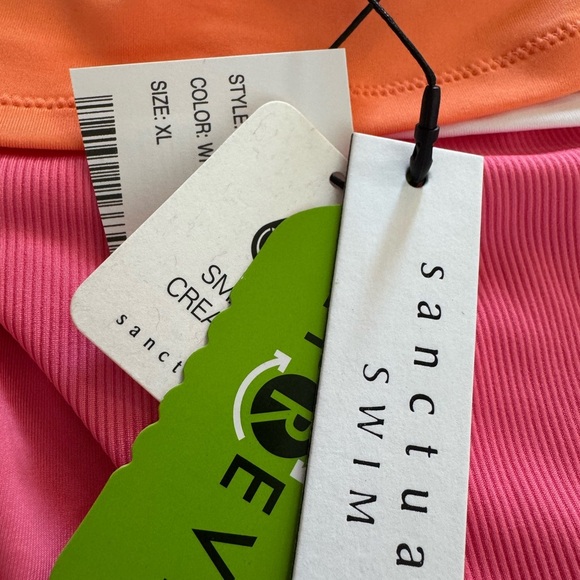 STYLE:
COLOR: W
SIZE: XL
SM
CREA
sanct
REV
sanctua
SWIM